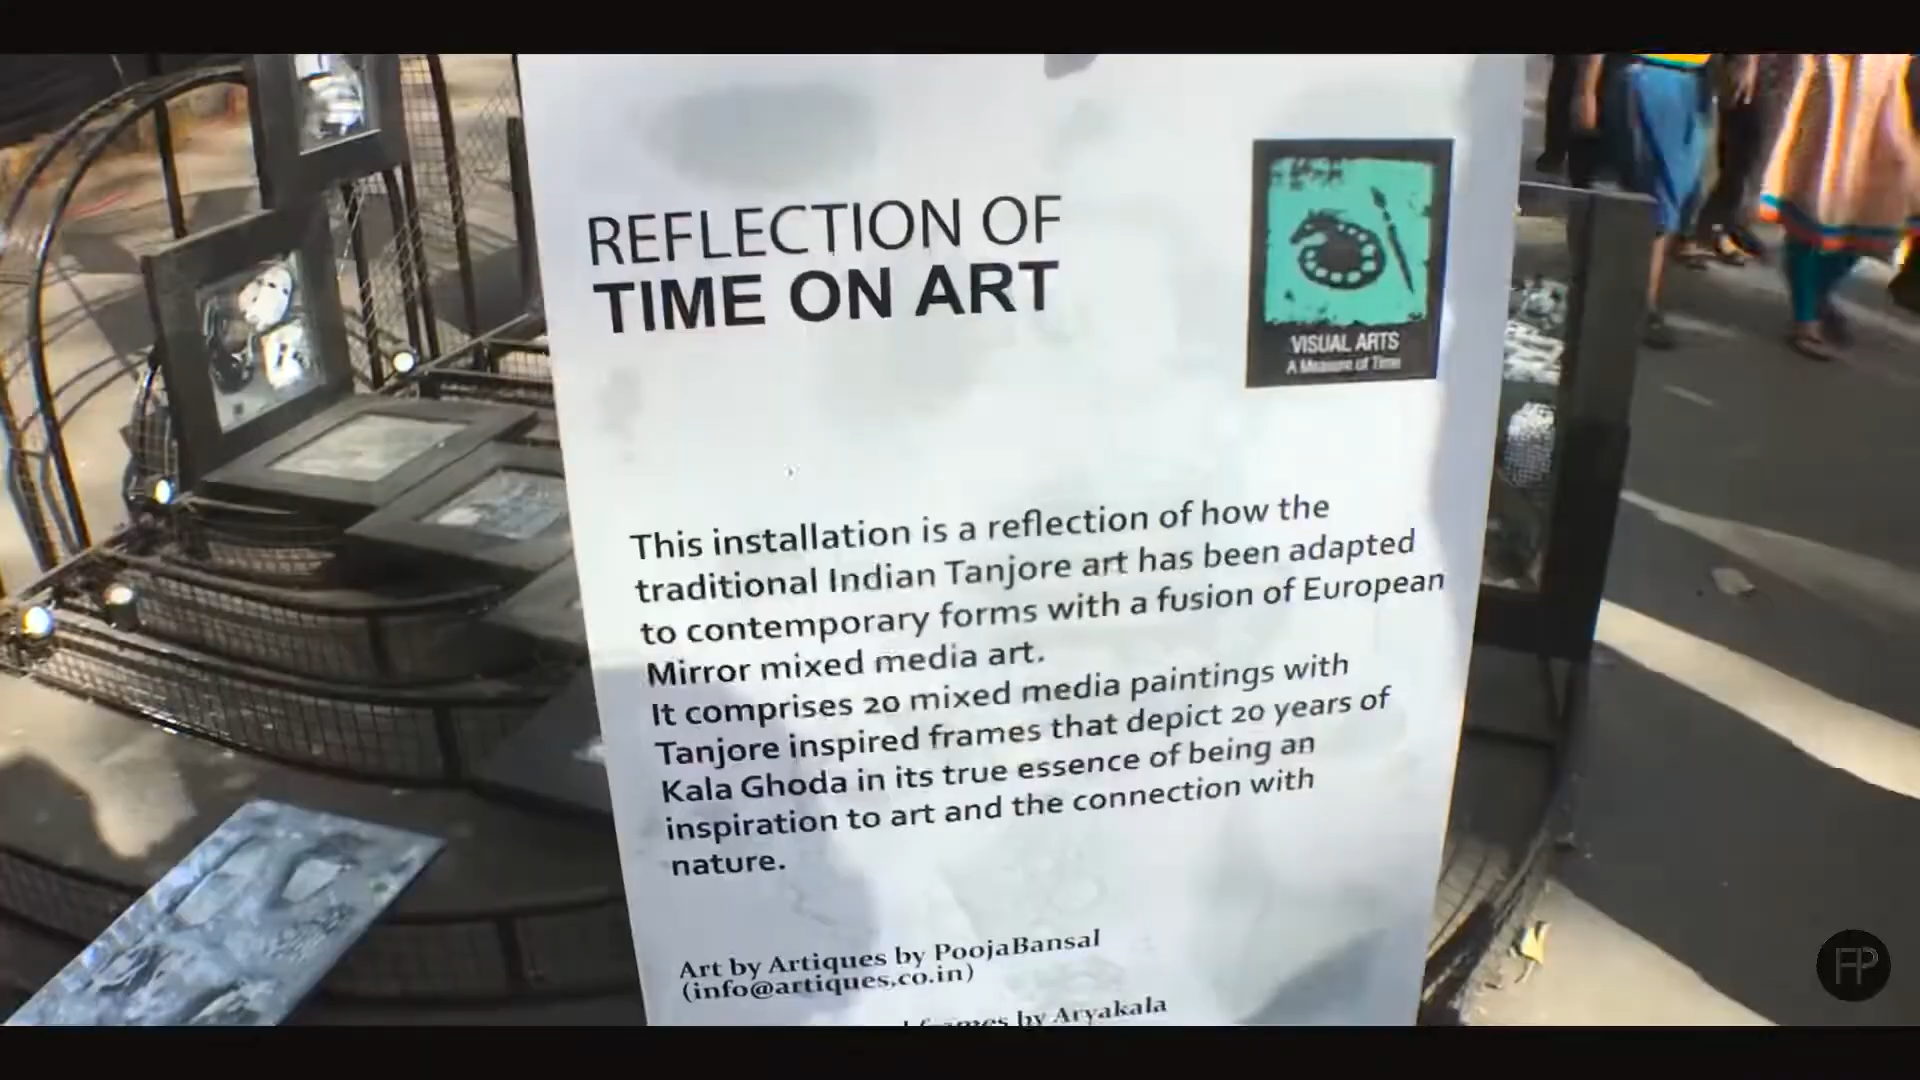 REFLECTION OF
TIME ON ART
VISUAL ARTS
A Measure of Time
This installation is a reflection of how the
traditional Indian Tanjore art has been adapted
to contemporary forms with a fusion of European
Mirror mixed media art.
It comprises 20 mixed media paintings with
Tanjore inspired frames that depict 20 years of
Kala Ghoda in its true essence of being an
inspiration to art and the connection with
nature.
Art by Artiques by PoojaBansal
(info@artiques.co.in)
frames by Aryakala
FP